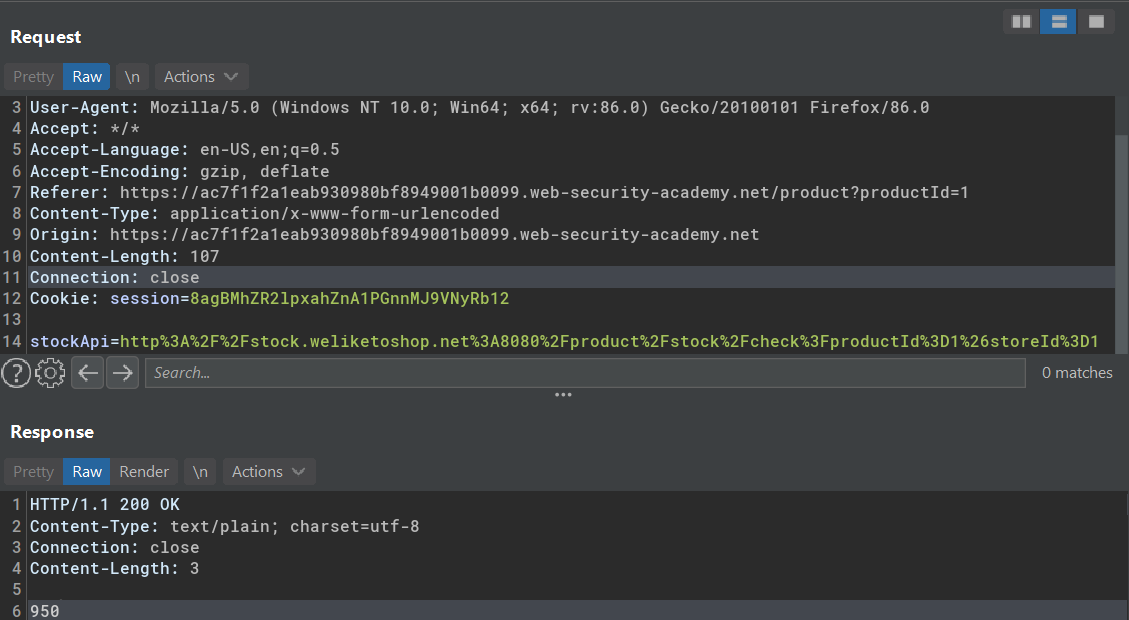 Request
Pretty Raw \n Actions
3 User-Agent: Mozilla/5.0 (Windows NT 10.0; Win64; x64; rv:86.0) Gecko/20100101 Firefox/86.0
4 Accept: */*
5 Accept-Language: en-US,en;q=0.5
6 Accept-Encoding: gzip, deflate
7 Referer: https://ac7f1f2a1eab930980bf8949001b0099.web-security-academy.net/product?productId=1
8 Content-Type: application/x-www-form-urlencoded
9 Origin: https://ac7f1f2a1eab930980bf8949001b0099.web-security-academy.net
10 Content-Length: 107
11 Connection: close
12 Cookie: session=8agBMhZR2lpxahZnA1PGnnMJ9VNyRb12
13
14 stockApi=http%3A%2F%2Fstock.weliketoshop.net%3A8080%2Fproduct%2Fstock%2Fcheck%3FproductId%3D1%26storeId%3D1
? Search... 0 matches
Response
Pretty Raw Render \n Actions
1 HTTP/1.1 200 OK
2 Content-Type: text/plain; charset=utf-8
3 Connection: close
4 Content-Length: 3
5
6 950